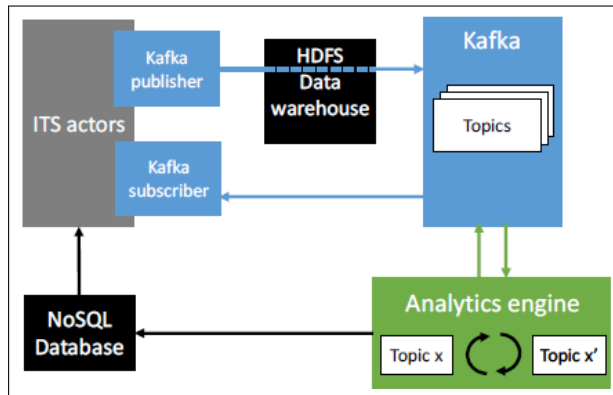 ITS actors
Kafka
publisher
HDFS
Data
warehouse
Kafka
Topics
Kafka
subscriber
NoSQL
Database
Analytics engine
Topic x
Topic x’